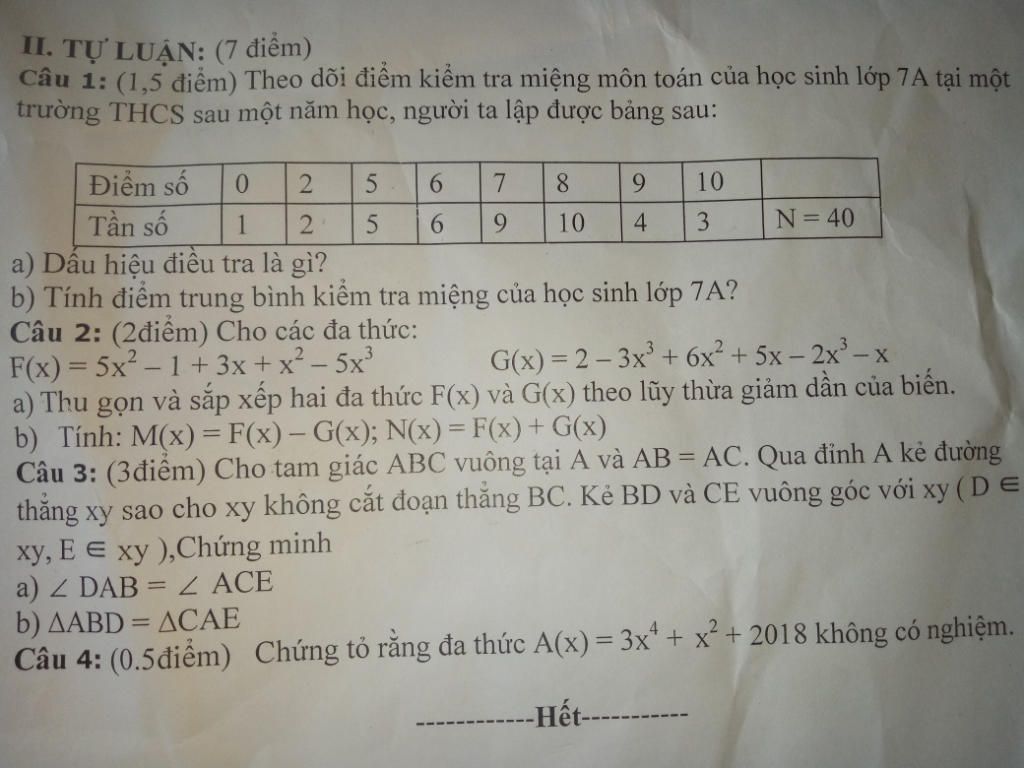 II. TỰ LUẬN: (7 điểm)
Câu 1: (1,5 điểm) Theo dõi điểm kiểm tra miệng môn toán của học sinh lớp 7A tại một
trường THCS sau một năm học, người ta lập được bảng sau:
Điểm số 0 2 5 6 7 8 9 10
Tần số 1 2 5 6 9 10 4 3 N = 40
a) Dấu hiệu điều tra là gì?
b) Tính điểm trung bình kiểm tra miệng của học sinh lớp 7A?
Câu 2: (2điểm) Cho các đa thức:
F(x) = 5x² – 1 + 3x + x² – 5x³ G(x) = 2 – 3x³ + 6x² + 5x – 2x³ – x
a) Thu gọn và sắp xếp hai đa thức F(x) và G(x) theo lũy thừa giảm dần của biến.
b) Tính: M(x) = F(x) – G(x); N(x) = F(x) + G(x)
Câu 3: (3điểm) Cho tam giác ABC vuông tại A và AB = AC. Qua đỉnh A kẻ đường
thẳng xy sao cho xy không cắt đoạn thẳng BC. Kẻ BD và CE vuông góc với xy ( D ∈
xy, E ∈ xy ),Chứng minh
a) ∠ DAB = ∠ ACE
b) ΔABD = ΔCAE
Câu 4: (0.5điểm) Chứng tỏ rằng đa thức A(x) = 3x⁴ + x² + 2018 không có nghiệm.
------------Hết-----------